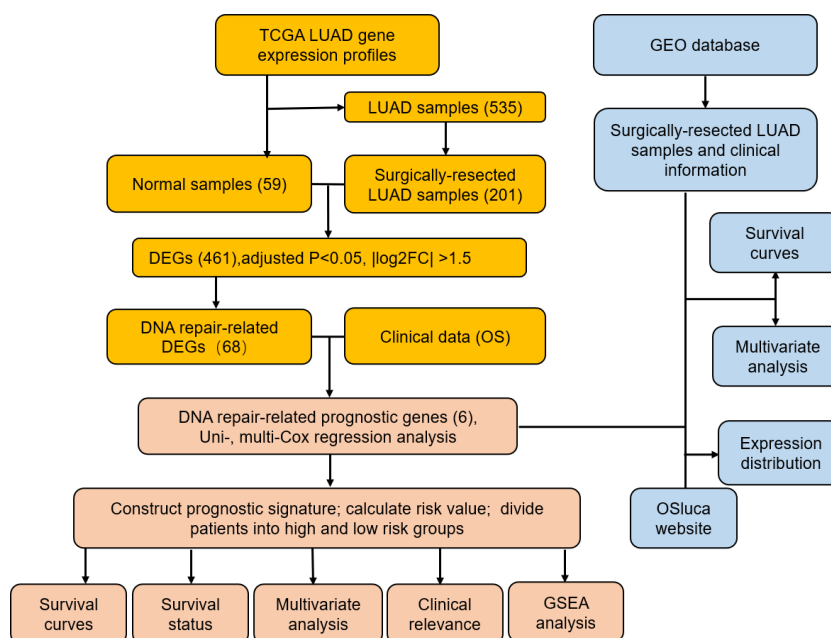 TCGA LUAD gene
expression profiles
LUAD samples (535)
Normal samples (59)
Surgically-resected
LUAD samples (201)
DEGs (461),adjusted P<0.05, |log2FC| >1.5
DNA repair-related
DEGs（68）
Clinical data (OS)
DNA repair-related prognostic genes (6),
Uni-, multi-Cox regression analysis
Construct prognostic signature; calculate risk value; divide
patients into high and low risk groups
Survival
curves
Survival
status
Multivariate
analysis
Clinical
relevance
GSEA
analysis
GEO database
Surgically-resected LUAD
samples and clinical
information
Survival
curves
Multivariate
analysis
Expression
distribution
OSluca
website